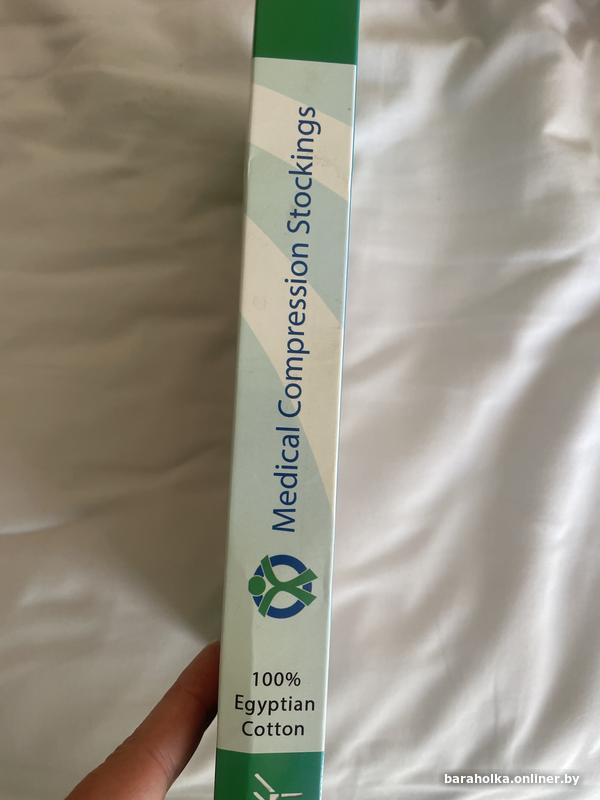 Medical Compression Stockings
100%
Egyptian
Cotton
baraholka.onliner.by